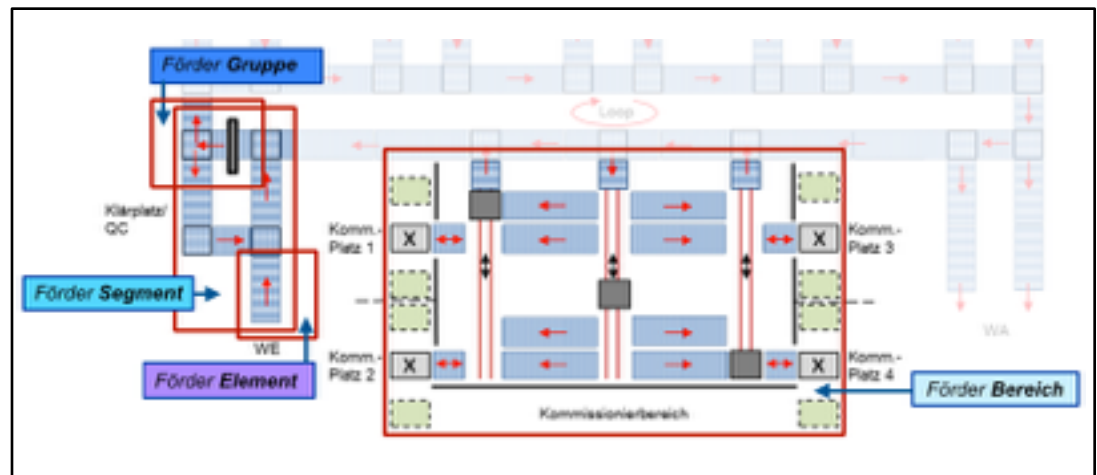 Förder Gruppe
Loop
Klärplatz/
QC
Komm.-
Platz 1
X
X
Komm.-
Platz 3
Förder Segment
WE
WA
Förder Element
Komm.-
Platz 2
X
X
Komm.-
Platz 4
Förder Bereich
Kommissionierbereich